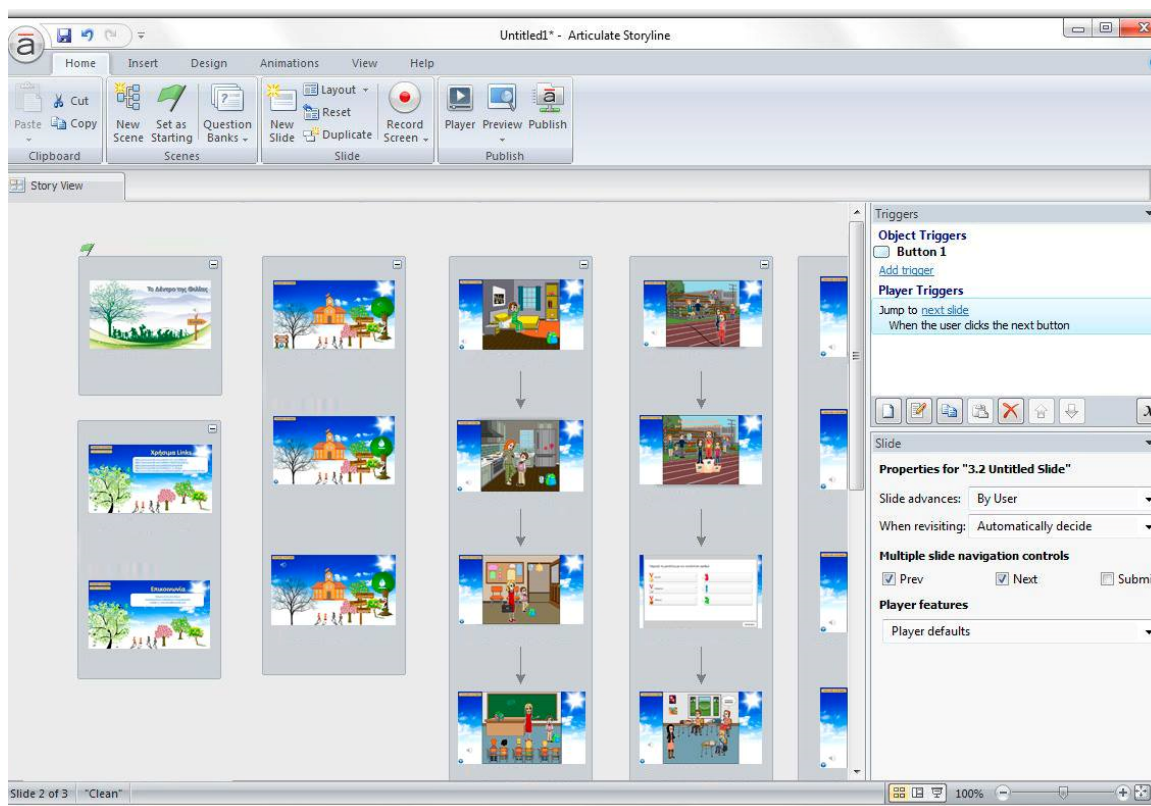 Untitled1* - Articulate Storyline
Home Insert Design Animations View Help
Paste
Cut
Copy
Clipboard
New Scene
Set as Starting
Question Banks
Scenes
New Slide
Layout
Reset
Duplicate
Record Screen
Slide
Player
Preview
Publish
Publish
Story View
Το Δέντρο της Φιλίας
Χρήσιμα Links
Επικοινωνία
Triggers
Object Triggers
Button 1
Add trigger
Player Triggers
Jump to next slide
When the user clicks the next button
Slide
Properties for "3.2 Untitled Slide"
Slide advances: By User
When revisiting: Automatically decide
Multiple slide navigation controls
Prev Next Submi
Player features
Player defaults
Slide 2 of 3 "Clean"
100%